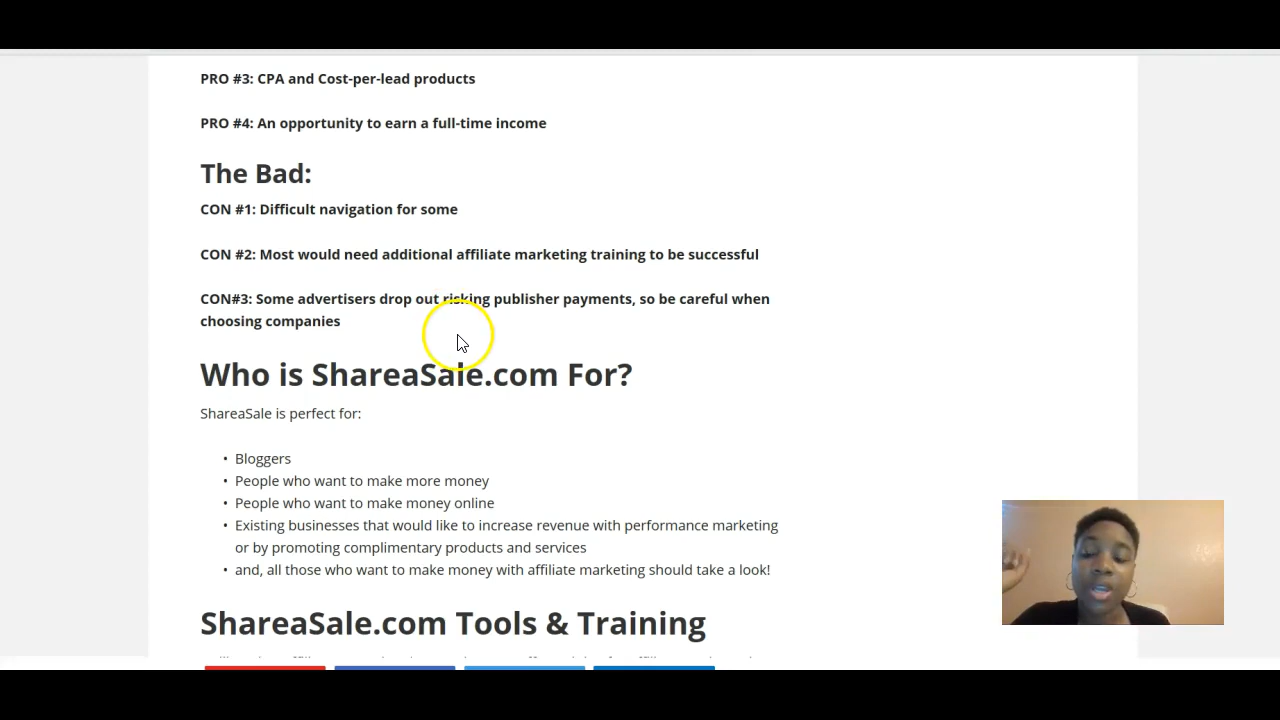 PRO #3: CPA and Cost-per-lead products
PRO #4: An opportunity to earn a full-time income
The Bad:
CON #1: Difficult navigation for some
CON #2: Most would need additional affiliate marketing training to be successful
CON#3: Some advertisers drop out risking publisher payments, so be careful when
choosing companies
Who is ShareaSale.com For?
ShareaSale is perfect for:
• Bloggers
• People who want to make more money
• People who want to make money online
• Existing businesses that would like to increase revenue with performance marketing
or by promoting complimentary products and services
• and, all those who want to make money with affiliate marketing should take a look!
ShareaSale.com Tools & Training